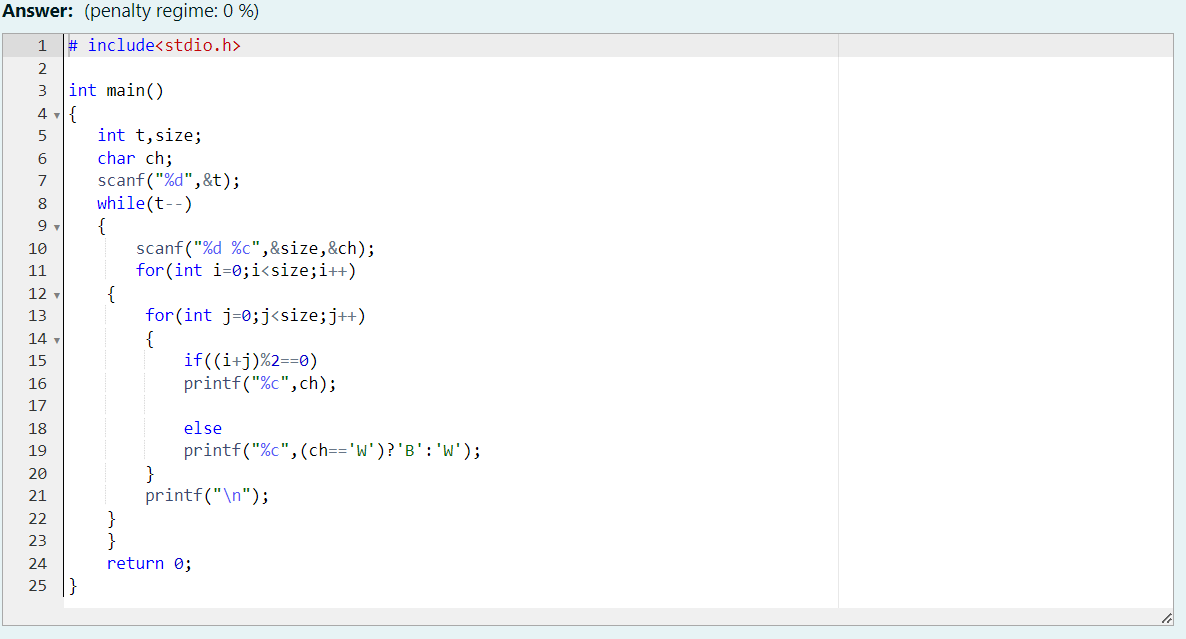 Answer: (penalty regime: 0 %)
1 # include<stdio.h>
2
3 int main()
4 {
5    int t,size;
6    char ch;
7    scanf("%d",&t);
8    while(t--)
9    {
10        scanf("%d %c",&size,&ch);
11        for(int i=0;i<size;i++)
12     {
13         for(int j=0;j<size;j++)
14         {
15             if((i+j)%2==0)
16             printf("%c",ch);
17
18             else
19             printf("%c",(ch=='W')?'B':'W');
20         }
21         printf("\n");
22     }
23     }
24     return 0;
25 }